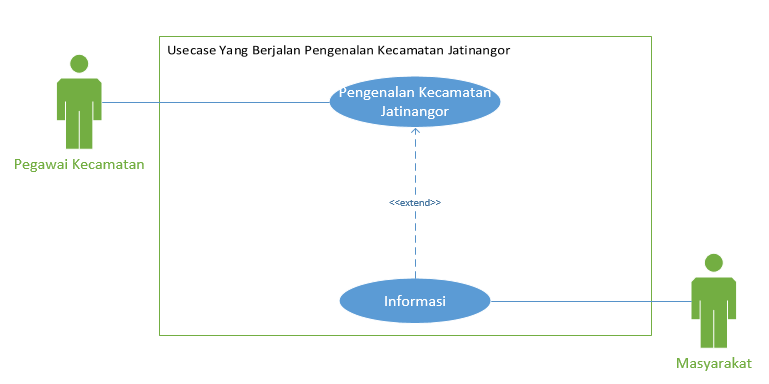 Usecase Yang Berjalan Pengenalan Kecamatan Jatinangor
Pengenalan Kecamatan
Jatinangor
Pegawai Kecamatan
<<extend>>
Informasi
Masyarakat